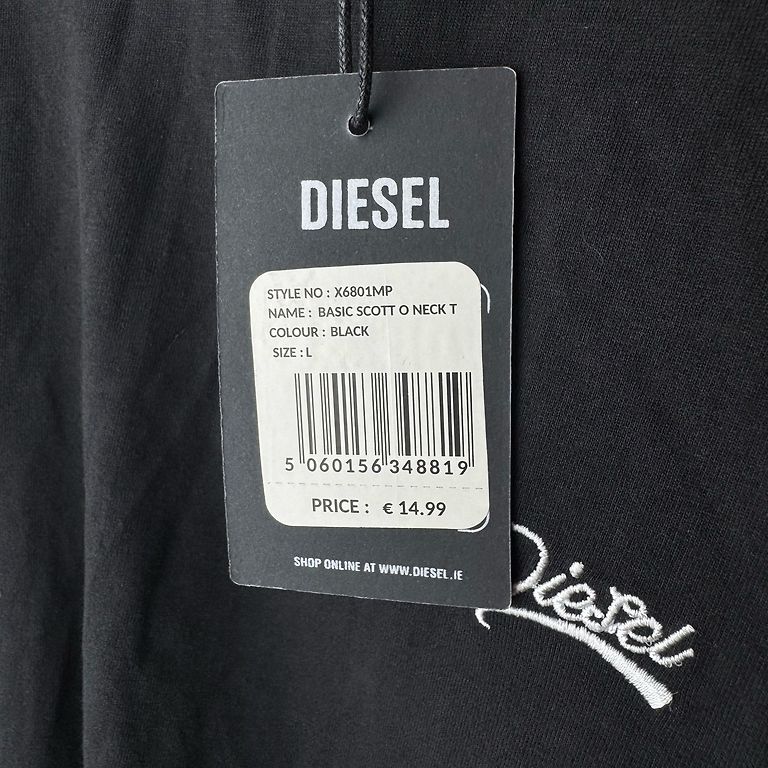 DIESEL
STYLE NO : X6801MP
NAME : BASIC SCOTT O NECK T
COLOUR : BLACK
SIZE : L
5 060156 348819
PRICE : € 14.99
SHOP ONLINE AT WWW.DIESEL.IE
Diesel